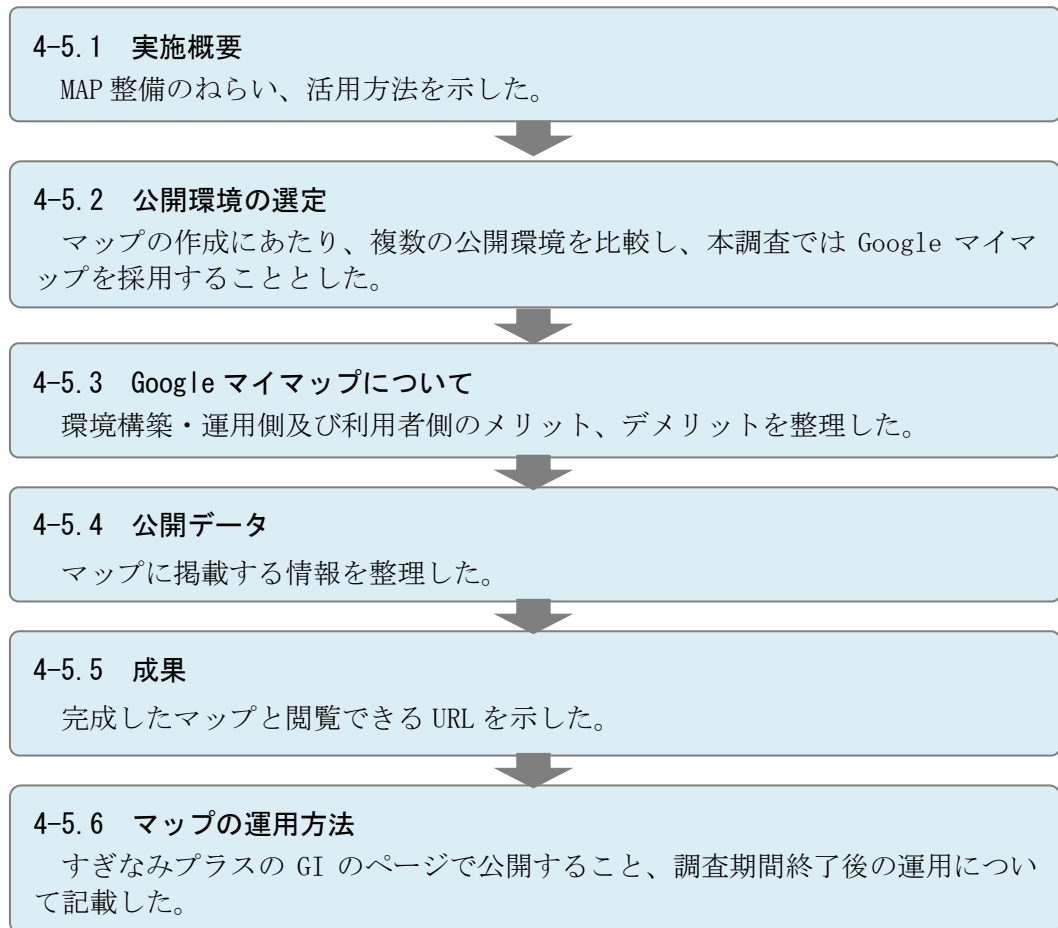 4-5.1 実施概要
MAP 整備のねらい、活用方法を示した。
4-5.2 公開環境の選定
マップの作成にあたり、複数の公開環境を比較し、本調査では Google マイマ
ップを採用することとした。
4-5.3 Google マイマップについて
環境構築・運用側及び利用者側のメリット、デメリットを整理した。
4-5.4 公開データ
マップに掲載する情報を整理した。
4-5.5 成果
完成したマップと閲覧できる URL を示した。
4-5.6 マップの運用方法
すぎなみプラスの GI のページで公開すること、調査期間終了後の運用につい
て記載した。